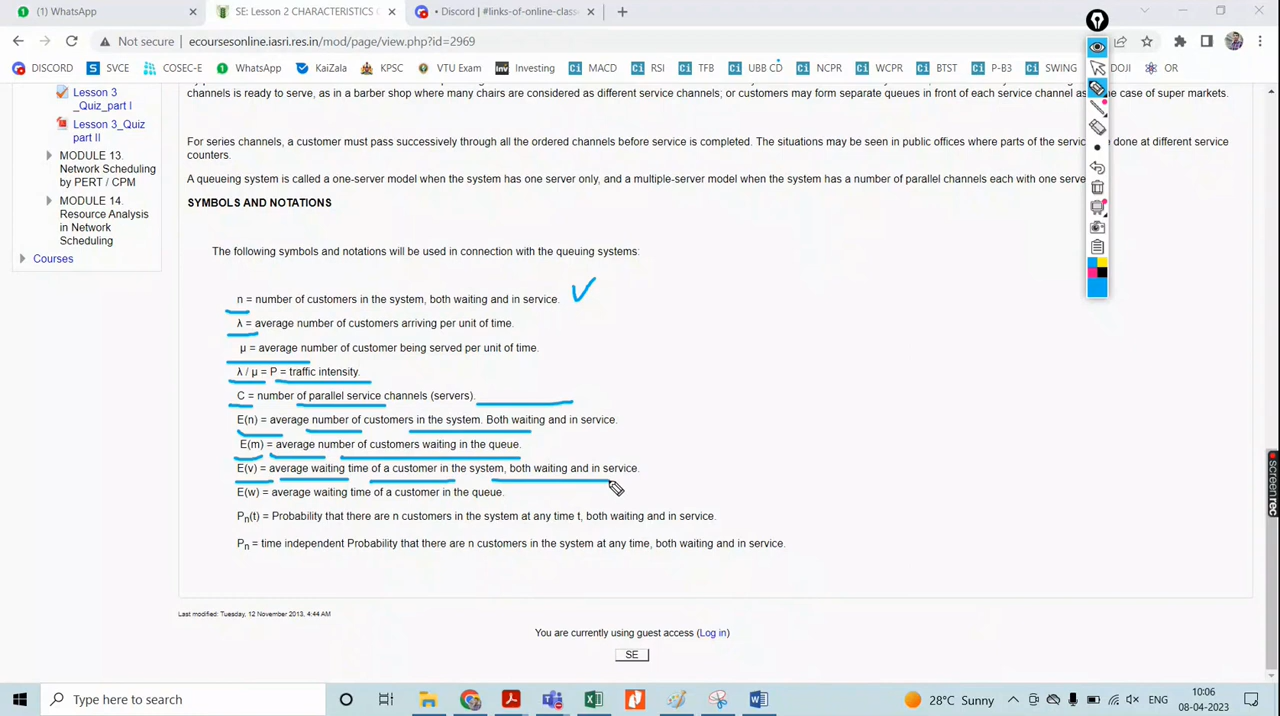 (1) WhatsApp
SE: Lesson 2 CHARACTERISTICS
• Discord | #links-of-online-class
Not secure | ecoursesonline.iasri.res.in/mod/page/view.php?id=2969
DISCORD SVCE COSEC-E WhatsApp KaiZala VTU Exam Investing MACD RSI TFB UBB CD NCPR WCPR BTST P-B3 SWING DOJI OR
Lesson 3
_Quiz_part I
Lesson 3_Quiz
part II
MODULE 13.
Network Scheduling
by PERT / CPM
MODULE 14.
Resource Analysis
in Network
Scheduling
Courses
channels is ready to serve, as in a barber shop where many chairs are considered as different service channels; or customers may form separate queues in front of each service channel as the case of super markets.
For series channels, a customer must pass successively through all the ordered channels before service is completed. The situations may be seen in public offices where parts of the service done at different service
counters.
A queueing system is called a one-server model when the system has one server only, and a multiple-server model when the system has a number of parallel channels each with one server
SYMBOLS AND NOTATIONS
The following symbols and notations will be used in connection with the queuing systems:
n = number of customers in the system, both waiting and in service.
λ = average number of customers arriving per unit of time.
μ = average number of customer being served per unit of time.
λ / μ = P = traffic intensity.
C = number of parallel service channels (servers).
E(n) = average number of customers in the system. Both waiting and in service.
E(m) = average number of customers waiting in the queue.
E(v) = average waiting time of a customer in the system, both waiting and in service.
E(w) = average waiting time of a customer in the queue.
Pn(t) = Probability that there are n customers in the system at any time t, both waiting and in service.
Pn = time independent Probability that there are n customers in the system at any time, both waiting and in service.
Last modified: Tuesday, 12 November 2013, 4:44 AM
You are currently using guest access (Log in)
SE
screenrec
Type here to search
28°C Sunny
ENG
10:06
08-04-2023